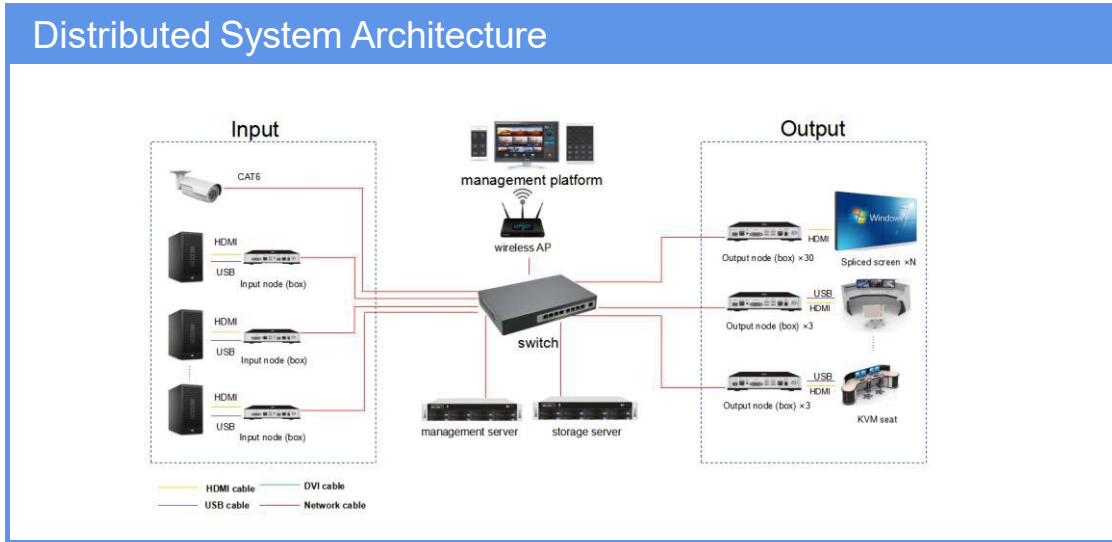 Distributed System Architecture
Input
CAT6
HDMI
USB
Input node (box)
HDMI
USB
Input node (box)
HDMI
USB
Input node (box)
management platform
wireless AP
switch
management server
storage server
Output
Windows 7
HDMI
Output node (box) ×30
Spliced screen ×N
USB
HDMI
Output node (box) ×3
USB
HDMI
Output node (box) ×3
KVM seat
HDMI cable
DVI cable
USB cable
Network cable